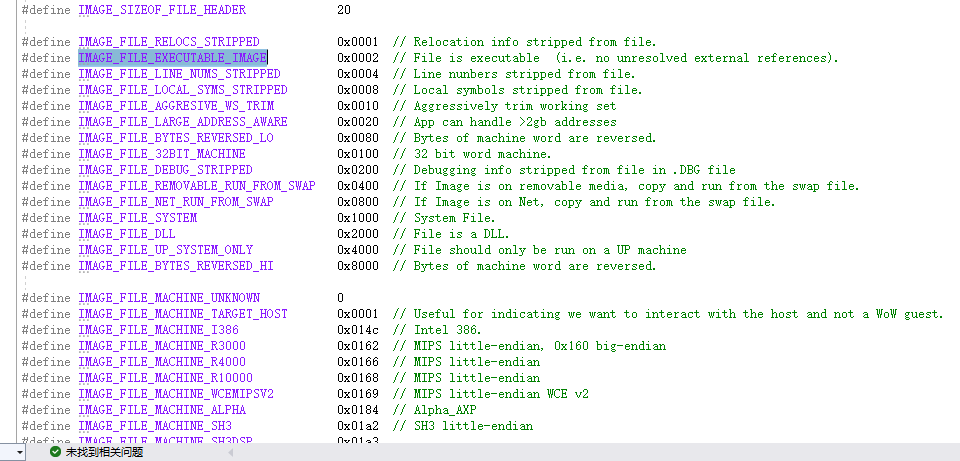 #define IMAGE_SIZEOF_FILE_HEADER 20
#define IMAGE_FILE_RELOCS_STRIPPED 0x0001 // Relocation info stripped from file.
#define IMAGE_FILE_EXECUTABLE_IMAGE 0x0002 // File is executable (i.e. no unresolved external references).
#define IMAGE_FILE_LINE_NUMS_STRIPPED 0x0004 // Line numbers stripped from file.
#define IMAGE_FILE_LOCAL_SYMS_STRIPPED 0x0008 // Local symbols stripped from file.
#define IMAGE_FILE_AGGRESIVE_WS_TRIM 0x0010 // Aggressively trim working set
#define IMAGE_FILE_LARGE_ADDRESS_AWARE 0x0020 // App can handle >2gb addresses
#define IMAGE_FILE_BYTES_REVERSED_LO 0x0080 // Bytes of machine word are reversed.
#define IMAGE_FILE_32BIT_MACHINE 0x0100 // 32 bit word machine.
#define IMAGE_FILE_DEBUG_STRIPPED 0x0200 // Debugging info stripped from file in .DBG file
#define IMAGE_FILE_REMOVABLE_RUN_FROM_SWAP 0x0400 // If Image is on removable media, copy and run from the swap file.
#define IMAGE_FILE_NET_RUN_FROM_SWAP 0x0800 // If Image is on Net, copy and run from the swap file.
#define IMAGE_FILE_SYSTEM 0x1000 // System File.
#define IMAGE_FILE_DLL 0x2000 // File is a DLL.
#define IMAGE_FILE_UP_SYSTEM_ONLY 0x4000 // File should only be run on a UP machine
#define IMAGE_FILE_BYTES_REVERSED_HI 0x8000 // Bytes of machine word are reversed.
#define IMAGE_FILE_MACHINE_UNKNOWN 0
#define IMAGE_FILE_MACHINE_TARGET_HOST 0x0001 // Useful for indicating we want to interact with the host and not a WoW guest.
#define IMAGE_FILE_MACHINE_I386 0x014c // Intel 386.
#define IMAGE_FILE_MACHINE_R3000 0x0162 // MIPS little-endian, 0x160 big-endian
#define IMAGE_FILE_MACHINE_R4000 0x0166 // MIPS little-endian
#define IMAGE_FILE_MACHINE_R10000 0x0168 // MIPS little-endian
#define IMAGE_FILE_MACHINE_WCEMIPSV2 0x0169 // MIPS little-endian WCE v2
#define IMAGE_FILE_MACHINE_ALPHA 0x0184 // Alpha_AXP
#define IMAGE_FILE_MACHINE_SH3 0x01a2 // SH3 little-endian
#define IMAGE_FILE_MACHINE_SH3DSP 0x01a3
未找到相关问题